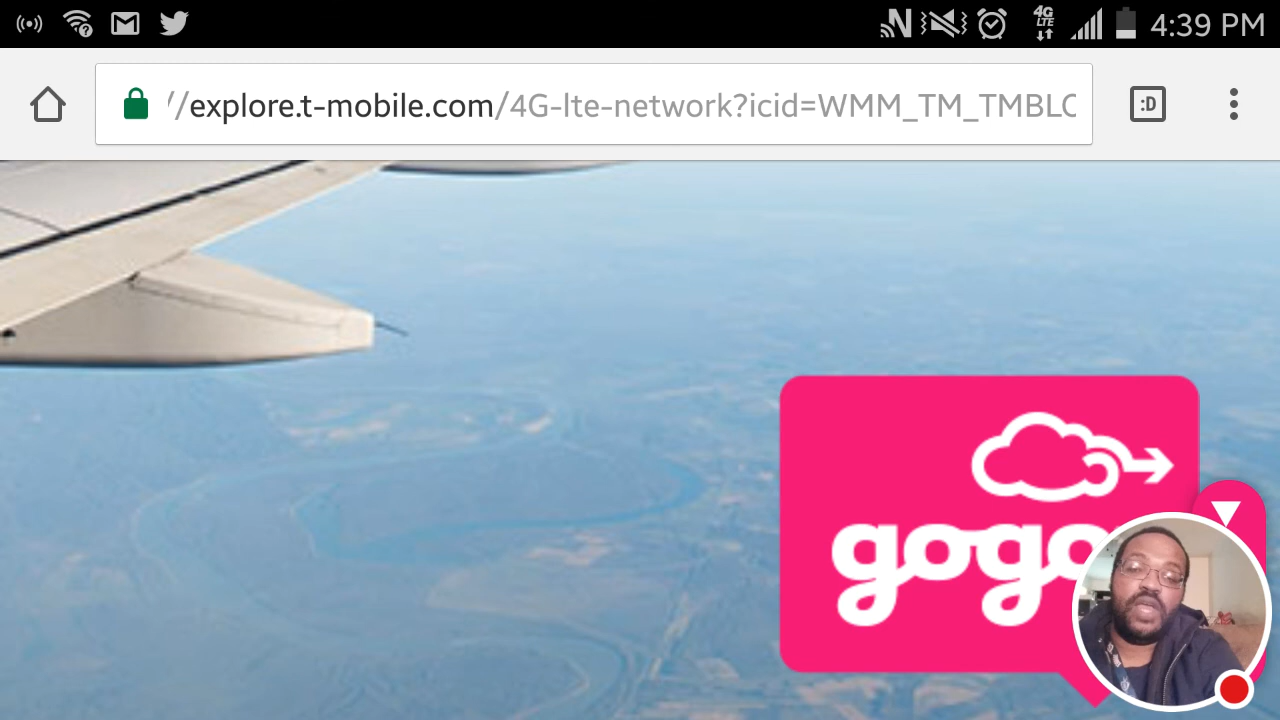 4G LTE 4:39 PM
//explore.t-mobile.com/4G-lte-network?icid=WMM_TM_TMBLC
:D
gogo